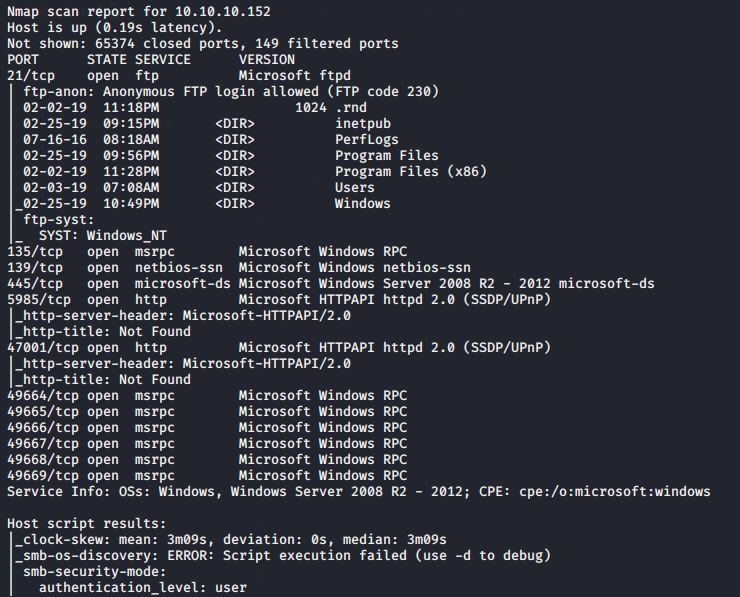 Nmap scan report for 10.10.10.152
Host is up (0.19s latency).
Not shown: 65374 closed ports, 149 filtered ports
PORT      STATE SERVICE      VERSION
21/tcp    open  ftp          Microsoft ftpd
| ftp-anon: Anonymous FTP login allowed (FTP code 230)
| 02-02-19  11:18PM                 1024 .rnd
| 02-25-19  09:15PM       <DIR>          inetpub
| 07-16-16  08:18AM       <DIR>          PerfLogs
| 02-25-19  09:56PM       <DIR>          Program Files
| 02-02-19  11:28PM       <DIR>          Program Files (x86)
| 02-03-19  07:08AM       <DIR>          Users
|_02-25-19  10:49PM       <DIR>          Windows
| ftp-syst:
|_  SYST: Windows_NT
135/tcp   open  msrpc        Microsoft Windows RPC
139/tcp   open  netbios-ssn  Microsoft Windows netbios-ssn
445/tcp   open  microsoft-ds Microsoft Windows Server 2008 R2 - 2012 microsoft-ds
5985/tcp  open  http         Microsoft HTTPAPI httpd 2.0 (SSDP/UPnP)
|_http-server-header: Microsoft-HTTPAPI/2.0
|_http-title: Not Found
47001/tcp open  http         Microsoft HTTPAPI httpd 2.0 (SSDP/UPnP)
|_http-server-header: Microsoft-HTTPAPI/2.0
|_http-title: Not Found
49664/tcp open  msrpc        Microsoft Windows RPC
49665/tcp open  msrpc        Microsoft Windows RPC
49666/tcp open  msrpc        Microsoft Windows RPC
49667/tcp open  msrpc        Microsoft Windows RPC
49668/tcp open  msrpc        Microsoft Windows RPC
49669/tcp open  msrpc        Microsoft Windows RPC
Service Info: OSs: Windows, Windows Server 2008 R2 - 2012; CPE: cpe:/o:microsoft:windows

Host script results:
|_clock-skew: mean: 3m09s, deviation: 0s, median: 3m09s
|_smb-os-discovery: ERROR: Script execution failed (use -d to debug)
| smb-security-mode:
|   authentication_level: user